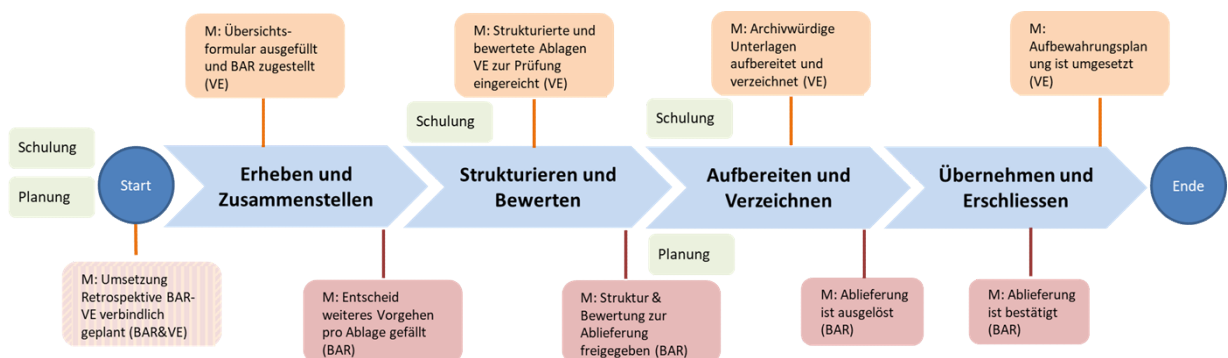 M: Übersichts-
formular ausgefüllt
und BAR zugestellt
(VE)
M: Strukturierte und
bewertete Ablagen
VE zur Prüfung
eingereicht (VE)
M: Archivwürdige
Unterlagen
aufbereitet und
verzeichnet (VE)
M:
Aufbewahrungsplan
ung ist umgesetzt
(VE)
Schulung
Schulung
Schulung
Planung
Start
Erheben und
Zusammenstellen
Strukturieren und
Bewerten
Aufbereiten und
Verzeichnen
Übernehmen und
Erschliessen
Ende
Planung
M: Umsetzung
Retrospektive BAR-
VE verbindlich
geplant (BAR&VE)
M: Entscheid
weiteres Vorgehen
pro Ablage gefällt
(BAR)
M: Struktur &
Bewertung zur
Ablieferung
freigegeben (BAR)
M: Ablieferung
ist ausgelöst
(BAR)
M: Ablieferung
ist bestätigt
(BAR)